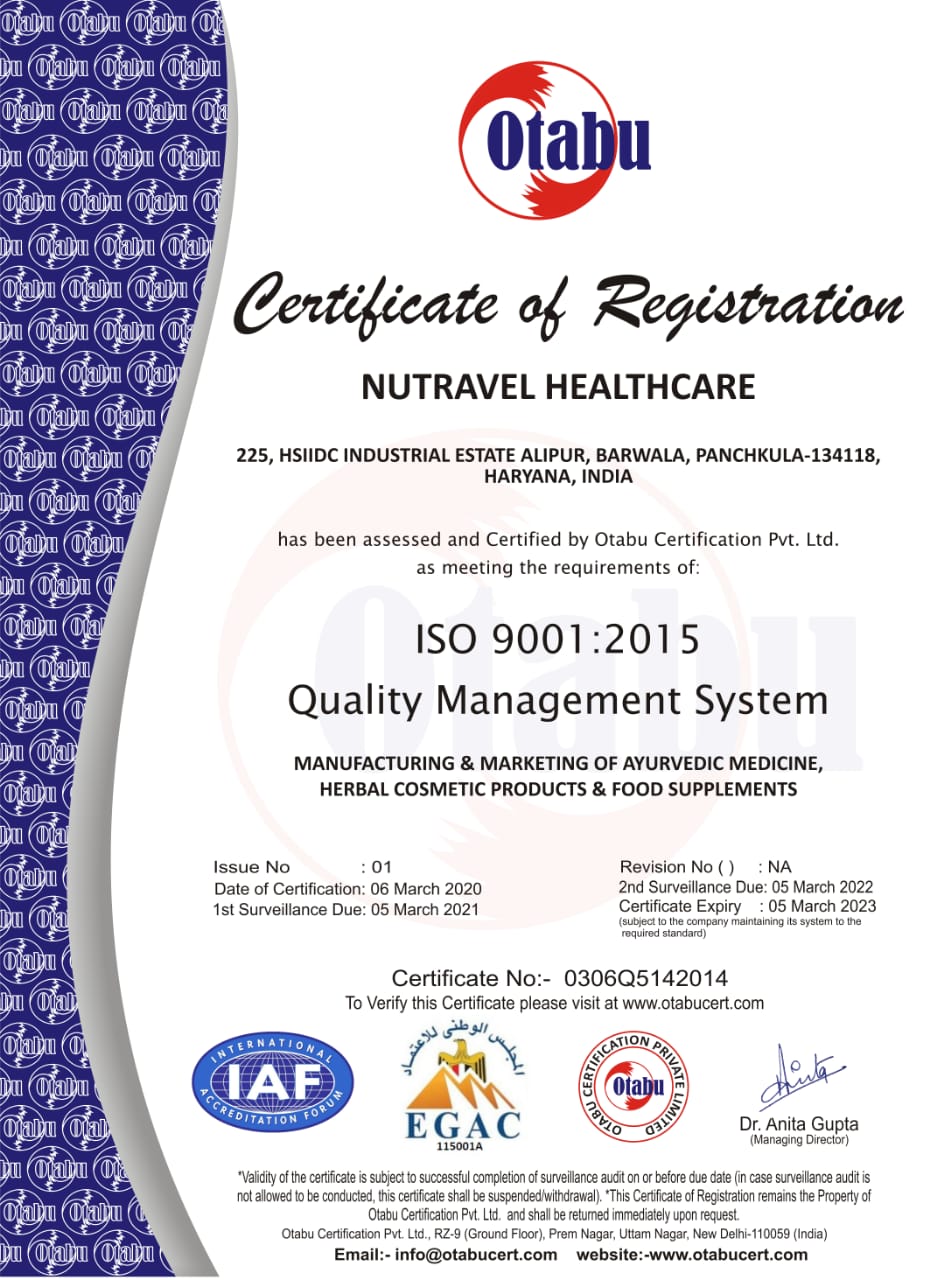 Otabu
Certificate of Registration
NUTRAVEL HEALTHCARE
225, HSIIDC INDUSTRIAL ESTATE ALIPUR, BARWALA, PANCHKULA-134118,
HARYANA, INDIA
has been assessed and Certified by Otabu Certification Pvt. Ltd.
as meeting the requirements of:
ISO 9001:2015
Quality Management System
MANUFACTURING & MARKETING OF AYURVEDIC MEDICINE,
HERBAL COSMETIC PRODUCTS & FOOD SUPPLEMENTS
Issue No : 01
Date of Certification: 06 March 2020
1st Surveillance Due: 05 March 2021
Revision No ( ) : NA
2nd Surveillance Due: 05 March 2022
Certificate Expiry : 05 March 2023
(subject to the company maintaining its system to the
required standard)
Certificate No:- 0306Q5142014
To Verify this Certificate please visit at www.otabucert.com
INTERNATIONAL
IAF
ACCREDITATION FORUM
المجلس الوطنى للاعتماد
EGAC
115001A
OTABU CERTIFICATION PRIVATE LIMITED
Otabu
Dr. Anita Gupta
(Managing Director)
*Validity of the certificate is subject to successful completion of surveillance audit on or before due date (in case surveillance audit is
not allowed to be conducted, this certificate shall be suspended/withdrawal). *This Certificate of Registration remains the Property of
Otabu Certification Pvt. Ltd. and shall be returned immediately upon request.
Otabu Certification Pvt. Ltd., RZ-9 (Ground Floor), Prem Nagar, Uttam Nagar, New Delhi-110059 (India)
Email:- info@otabucert.com website:-www.otabucert.com